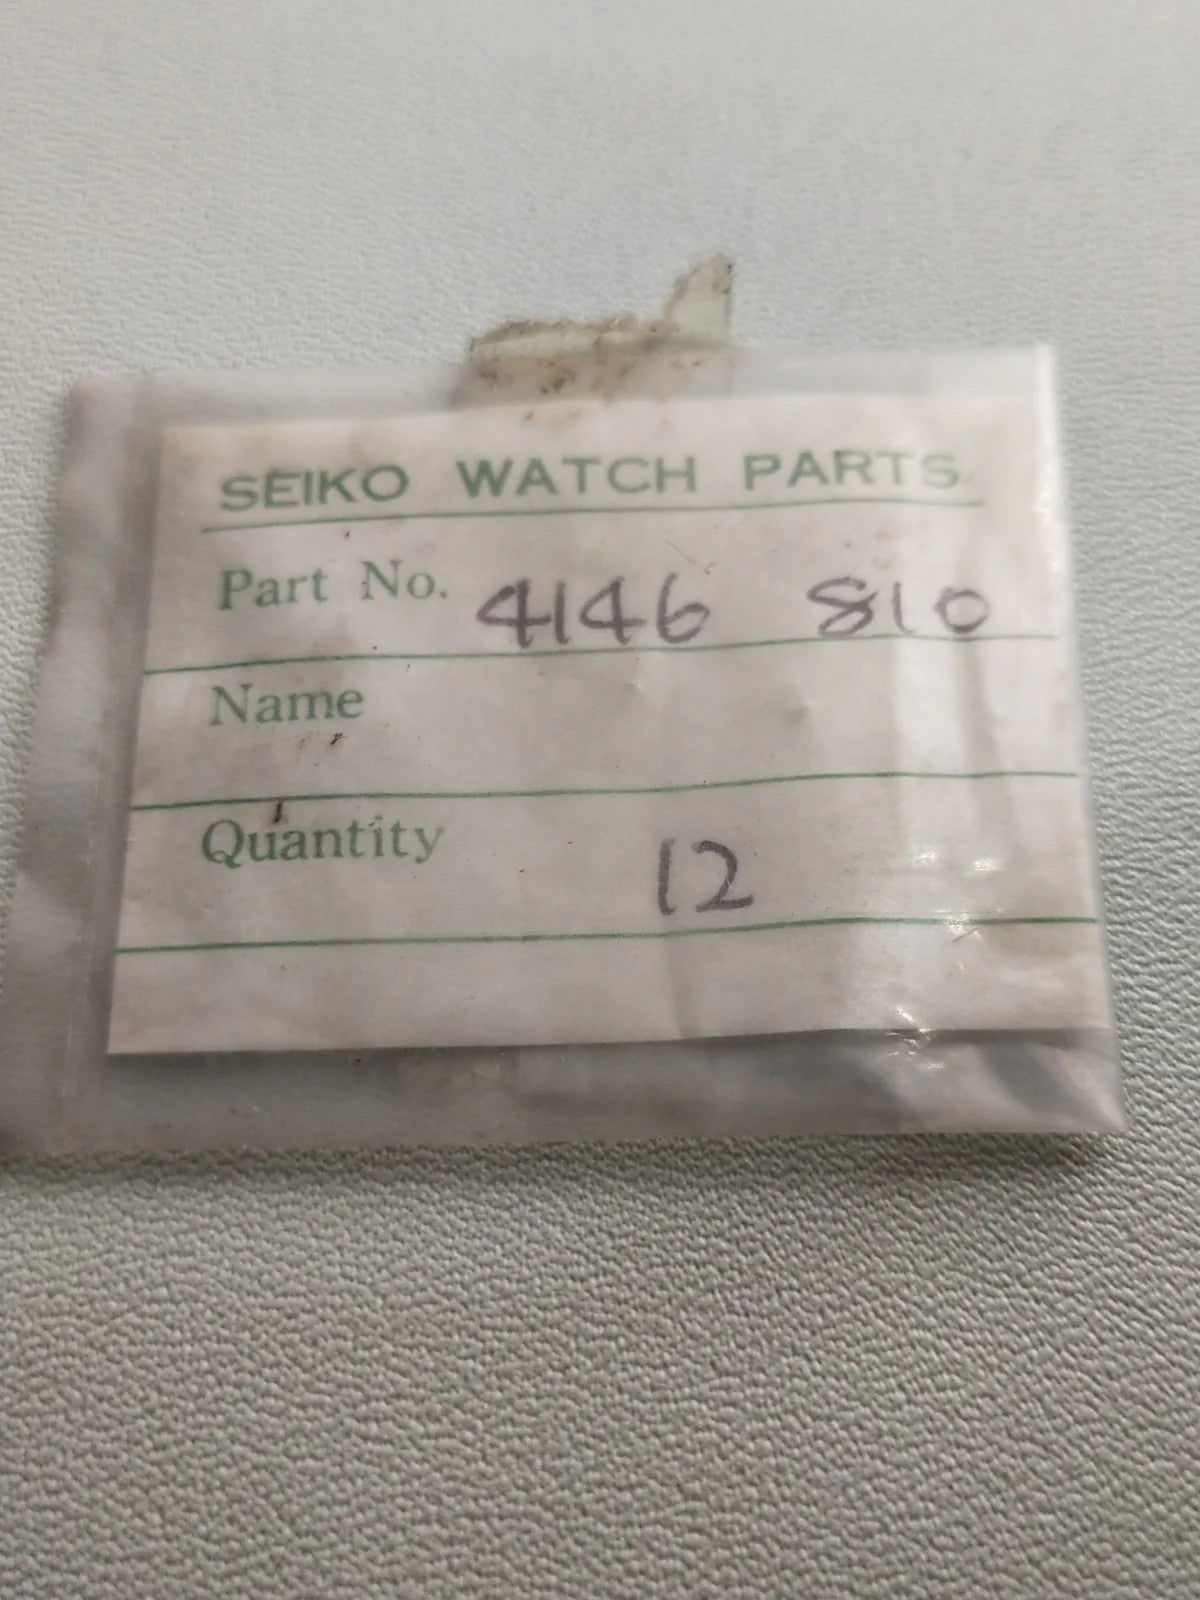 SEIKO WATCH PARTS
Part No. 4146 810
Name
Quantity 12